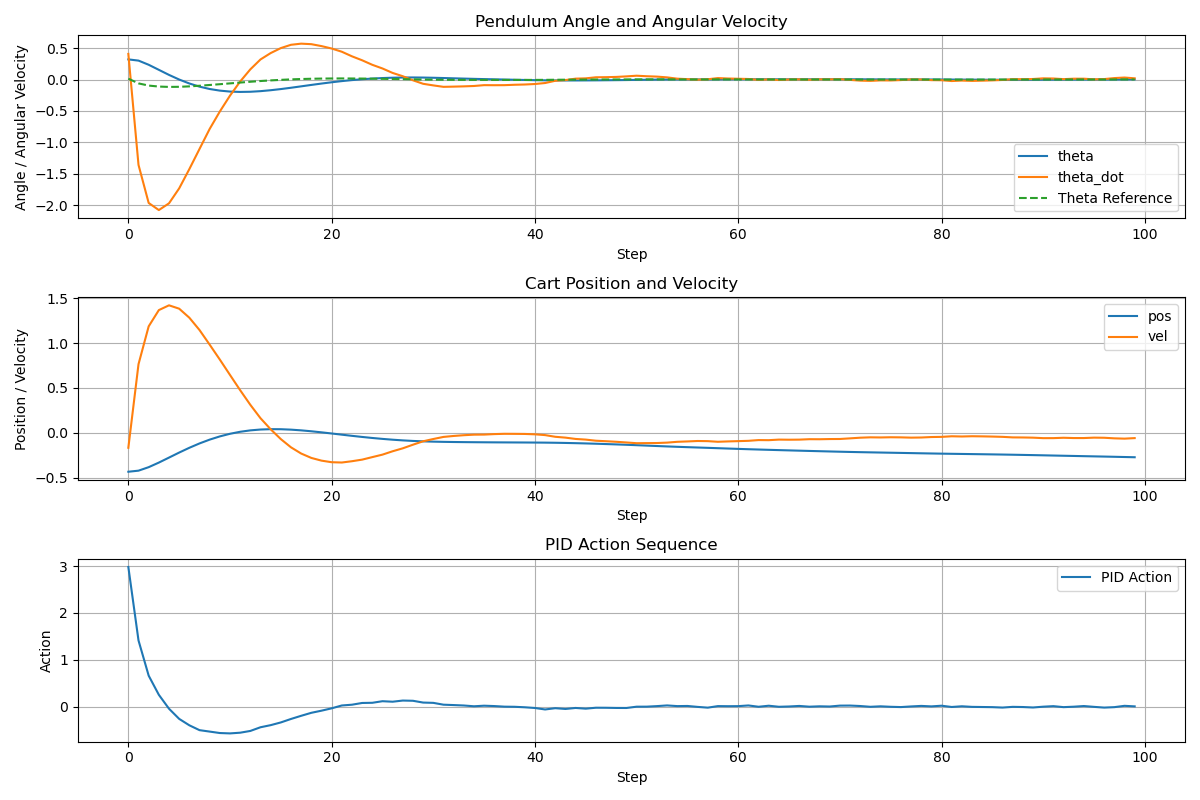 Pendulum Angle and Angular Velocity
Angle / Angular Velocity
0.5
0.0
−0.5
−1.0
−1.5
−2.0
theta
theta_dot
Theta Reference
0 20 40 60 80 100
Step
Cart Position and Velocity
Position / Velocity
1.5
1.0
0.5
0.0
−0.5
pos
vel
0 20 40 60 80 100
Step
PID Action Sequence
Action
3
2
1
0
PID Action
0 20 40 60 80 100
Step